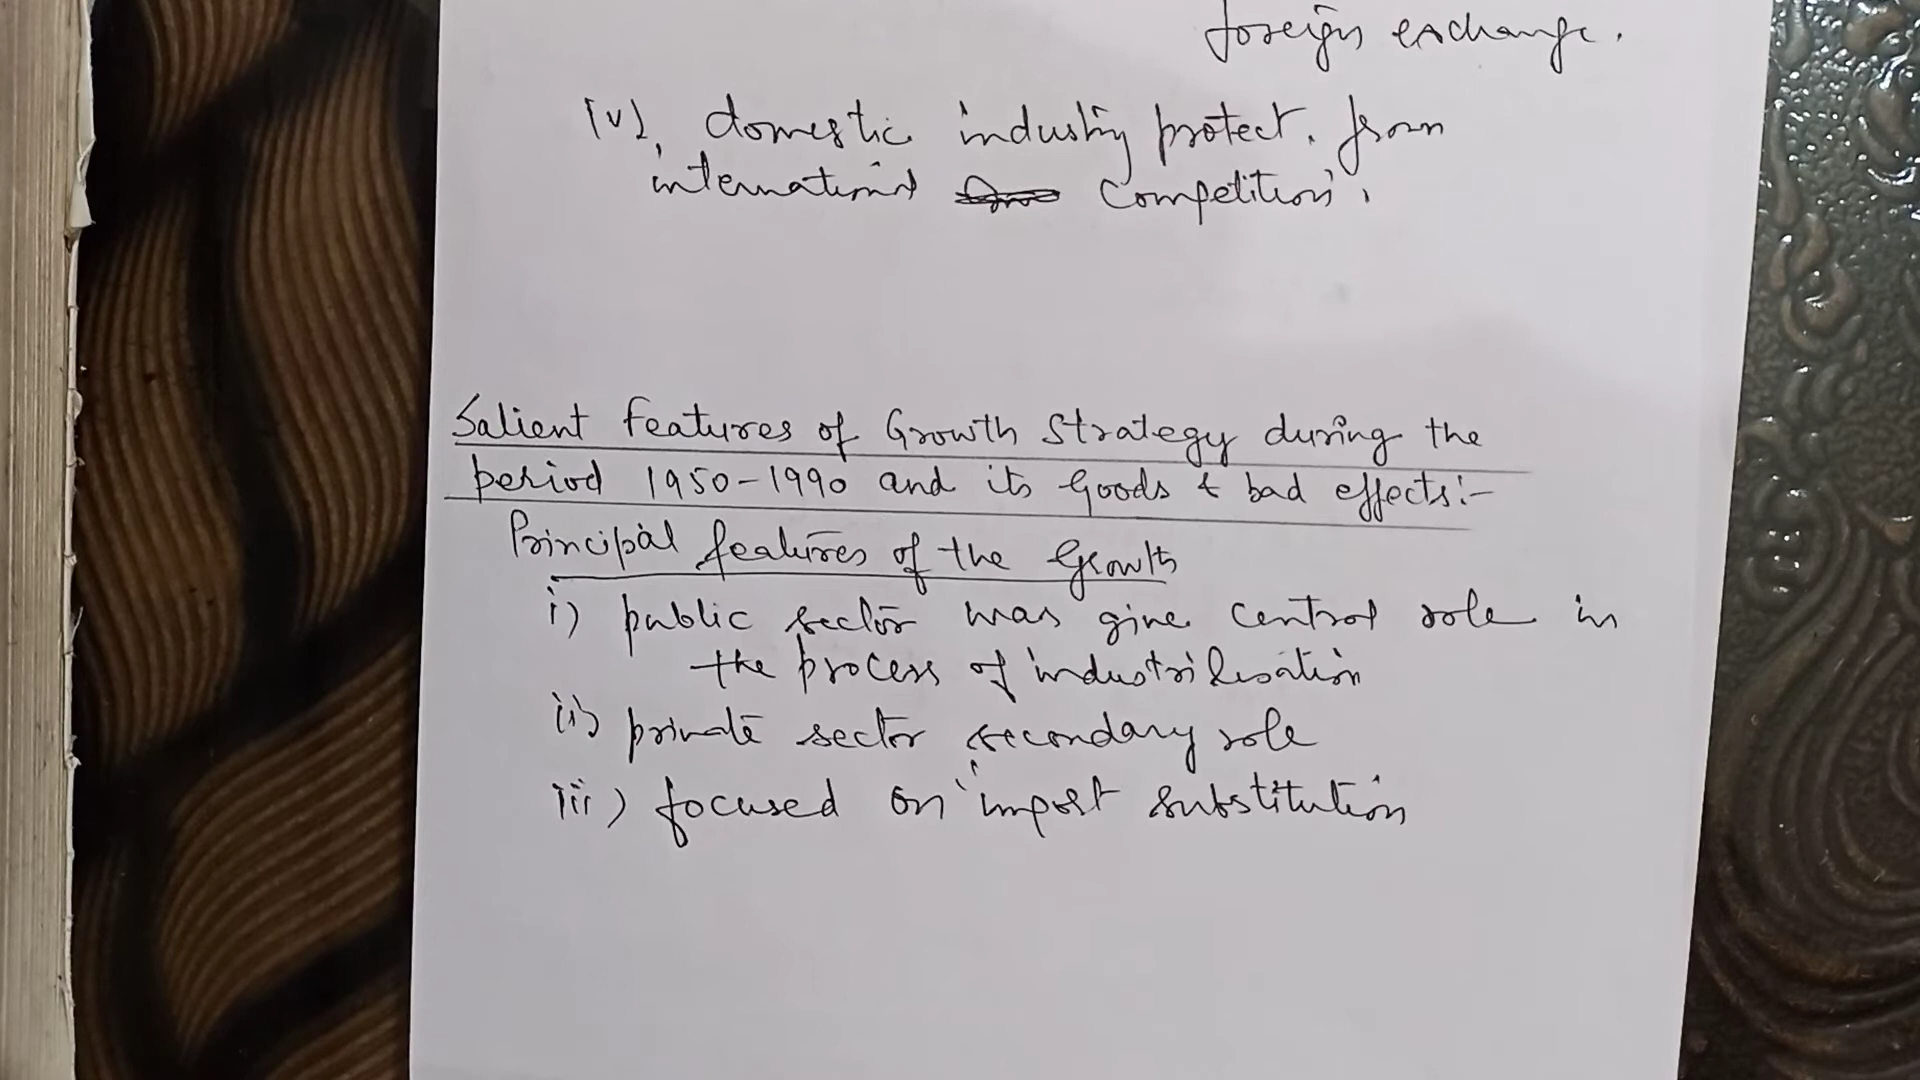 foreign exchange.
(v), domestic industry protect. from
international competition.
Salient features of Growth Strategy during the
period 1950-1990 and its Goods & bad effects:-
Principal features of the Growth
i) public sector was give central role in
the process of industrilisation
ii) private sector secondary role
iii) focused on import substitution